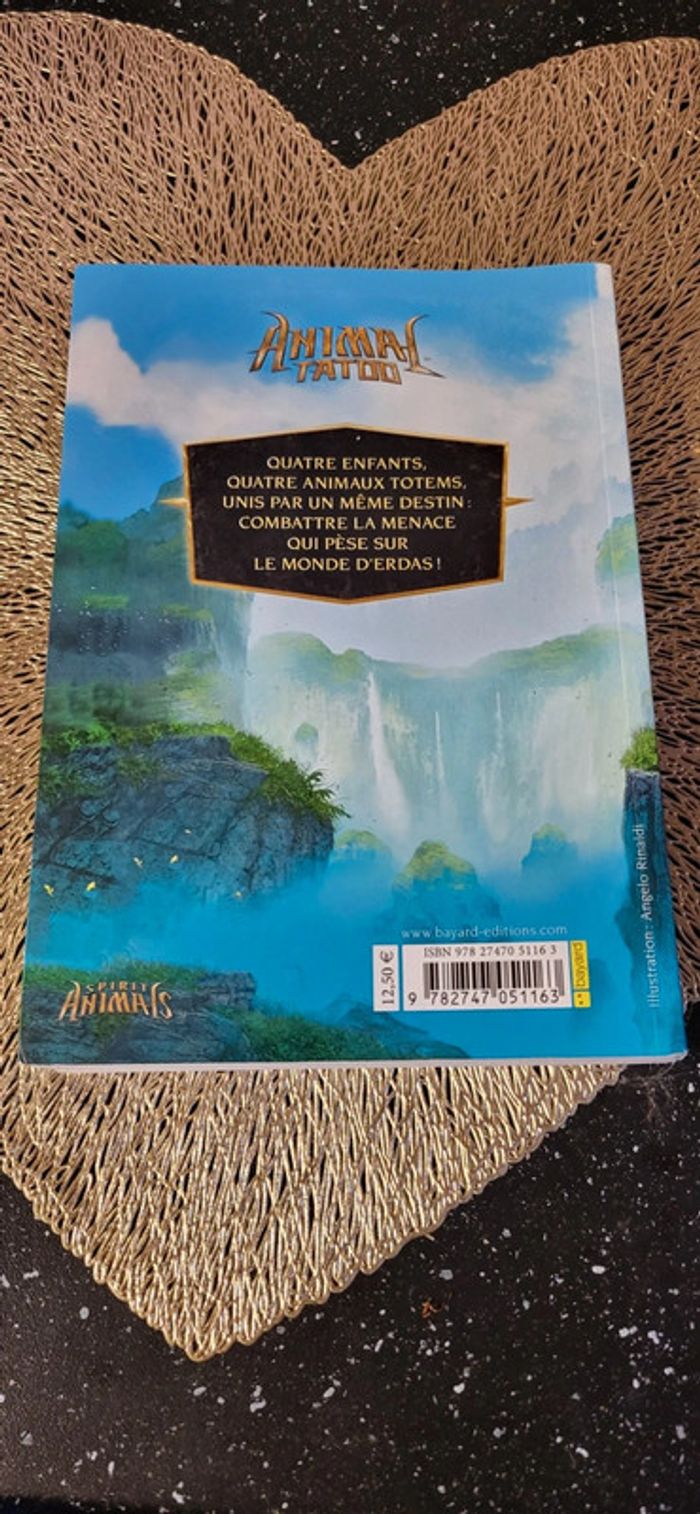 ANIMAL
TATOO
QUATRE ENFANTS,
QUATRE ANIMAUX TOTEMS,
UNIS PAR UN MÊME DESTIN :
COMBATTRE LA MENACE
QUI PÈSE SUR
LE MONDE D'ERDAS !
www.bayard-editions.com
ISBN 978 27470 5116 3
12,50 €
9 782747 051163
bayard
SPIRIT
ANIMALS
Illustration : Angelo Rinaldi